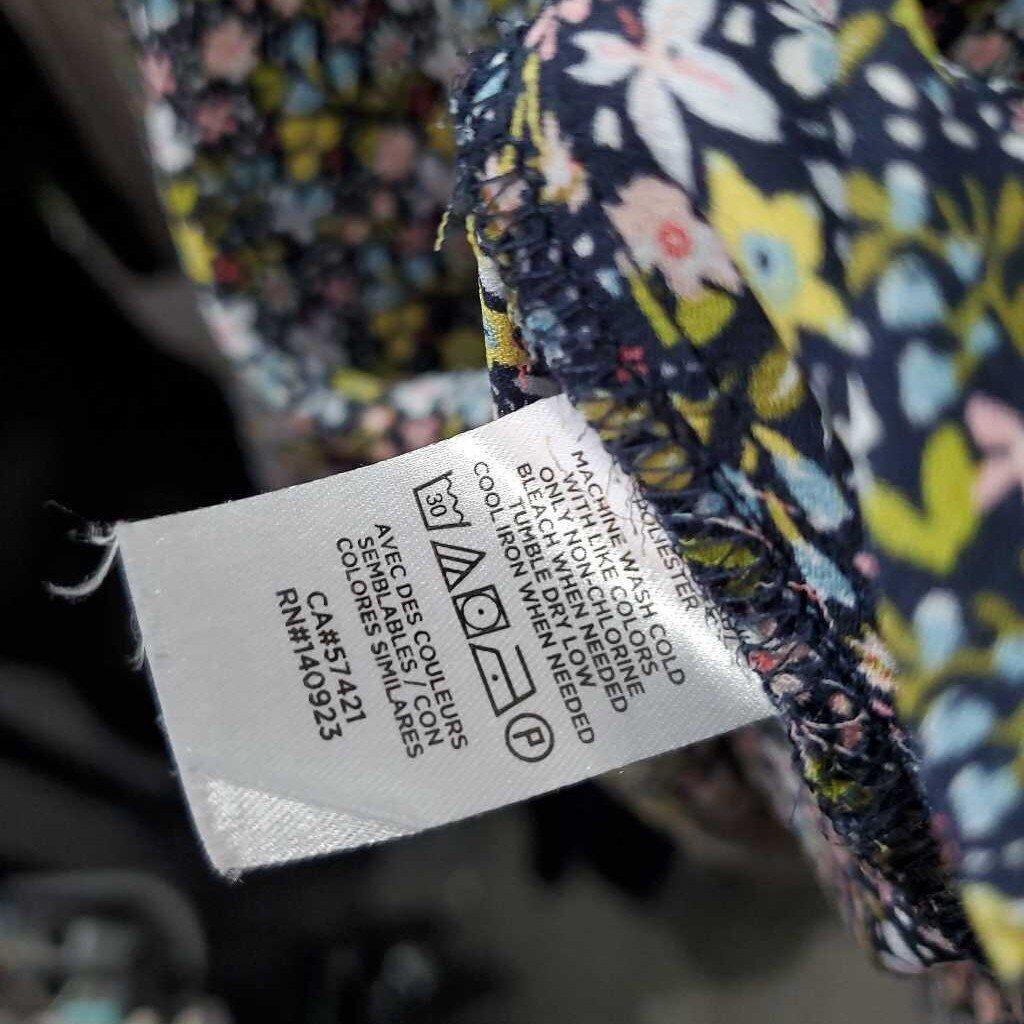 POLYESTER
MACHINE WASH COLD
WITH LIKE COLORS
ONLY NON-CHLORINE
BLEACH WHEN NEEDED
TUMBLE DRY LOW
COOL IRON WHEN NEEDED
30
P
AVEC DES COULEURS
SEMBLABLES / CON
COLORES SIMILARES
CA#57421
RN#140923